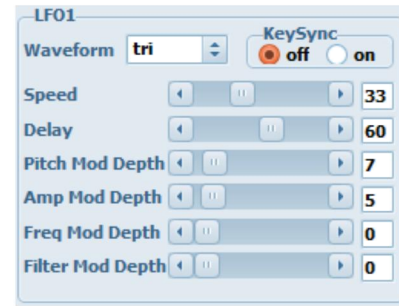 LFO1
KeySync
Waveform tri off on
Speed 33
Delay 60
Pitch Mod Depth 7
Amp Mod Depth 5
Freq Mod Depth 0
Filter Mod Depth 0